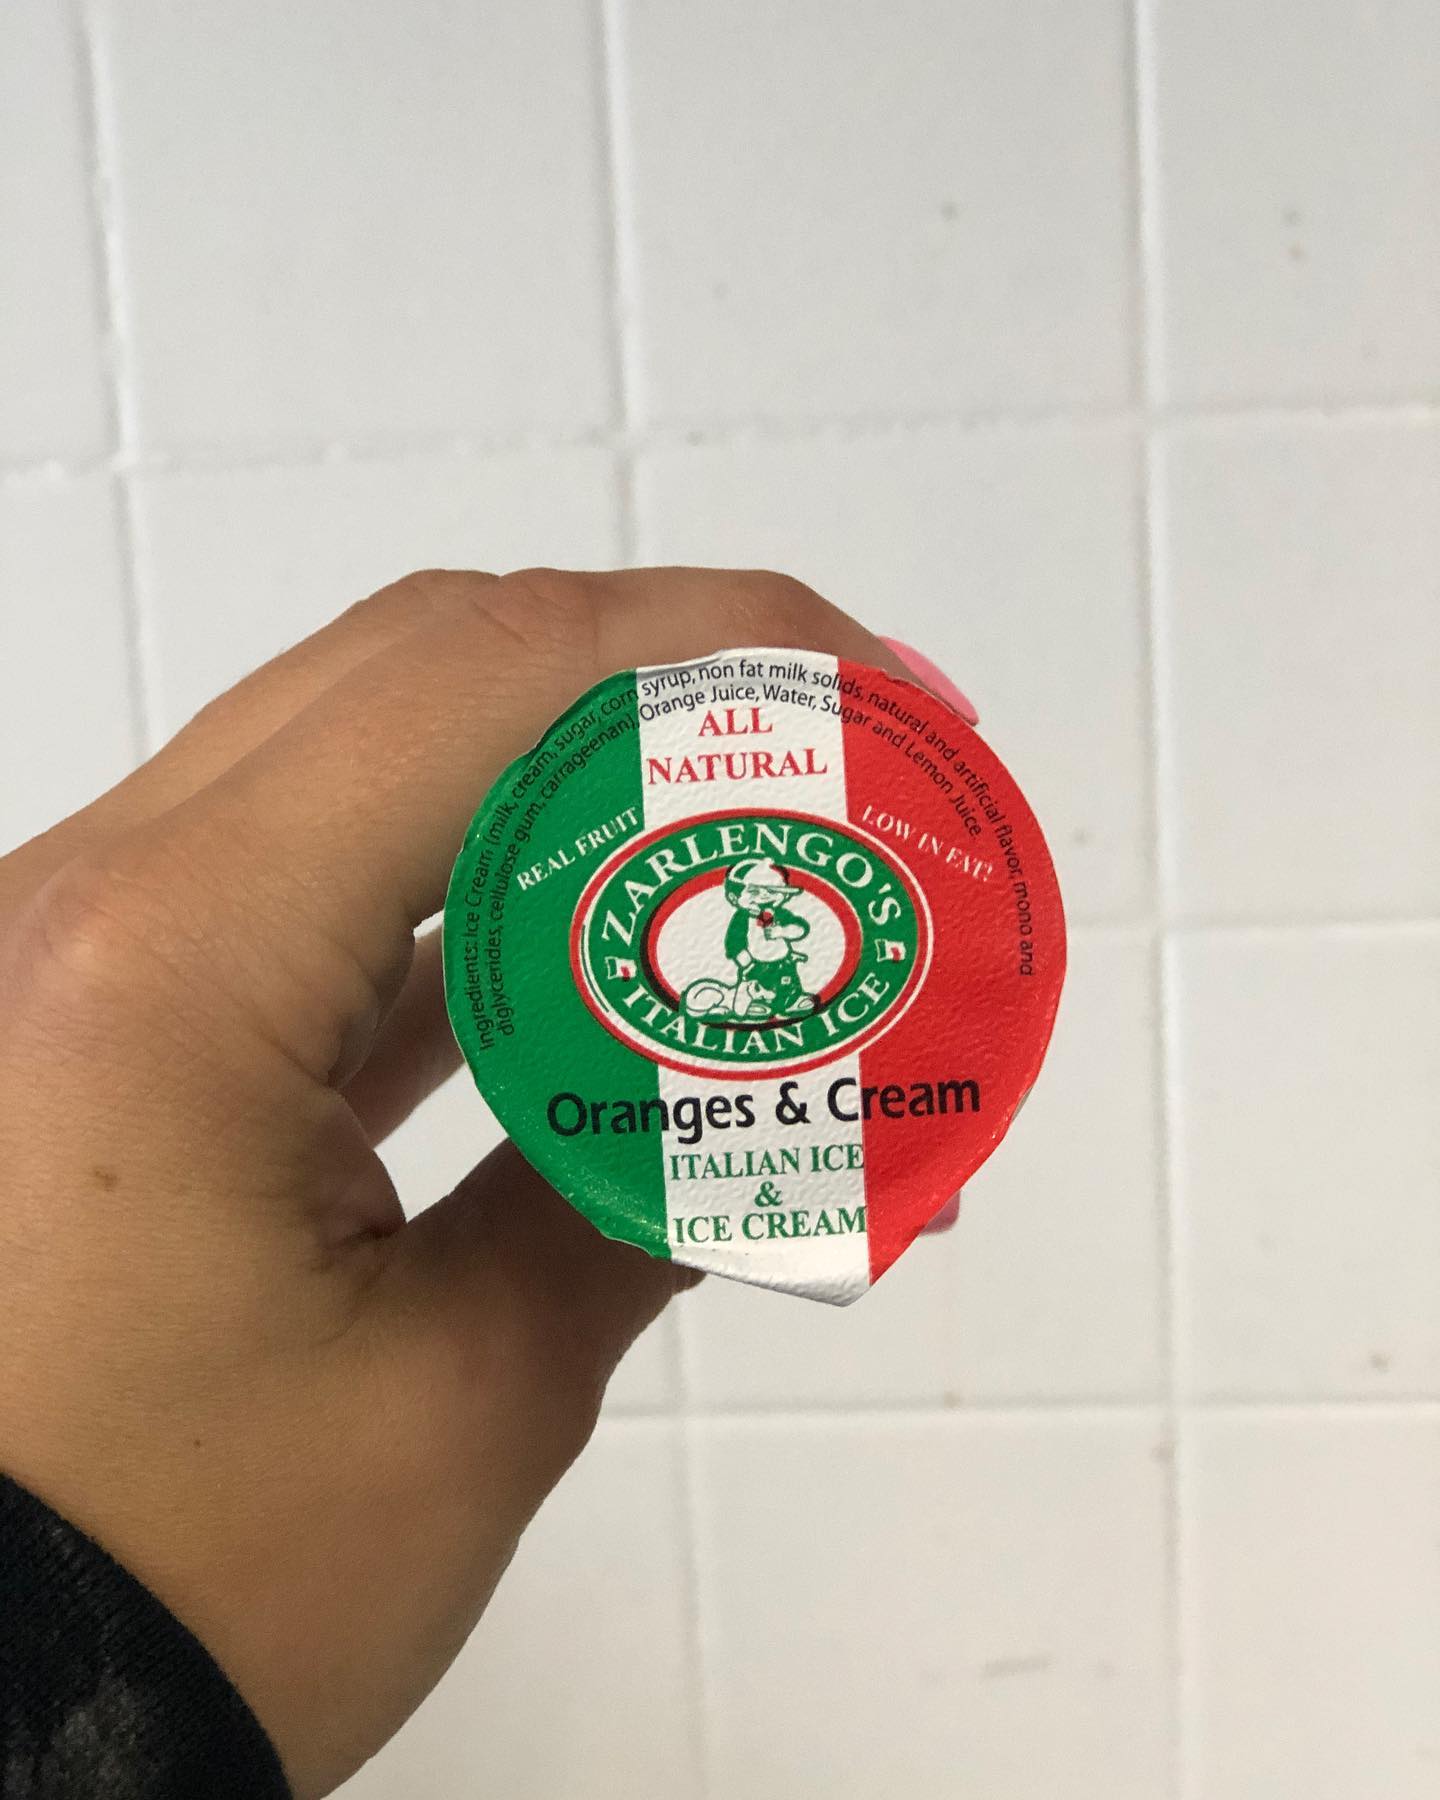 Ingredients: Ice Cream (milk, cream, sugar, corn syrup, non fat milk solids, natural and artificial flavor, mono and
diglycerides, cellulose gum, carrageenan), Orange Juice, Water, Sugar and Lemon Juice.
ALL
NATURAL
REAL FRUIT
LOW IN FAT!
ZARLENGO'S
ITALIAN ICE
Oranges & Cream
ITALIAN ICE
&
ICE CREAM